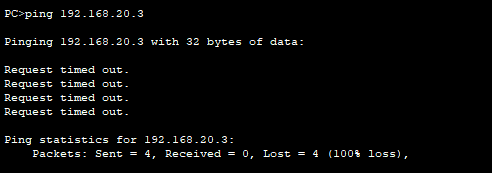 PC>ping 192.168.20.3
Pinging 192.168.20.3 with 32 bytes of data:
Request timed out.
Request timed out.
Request timed out.
Request timed out.
Ping statistics for 192.168.20.3:
Packets: Sent = 4, Received = 0, Lost = 4 (100% loss),